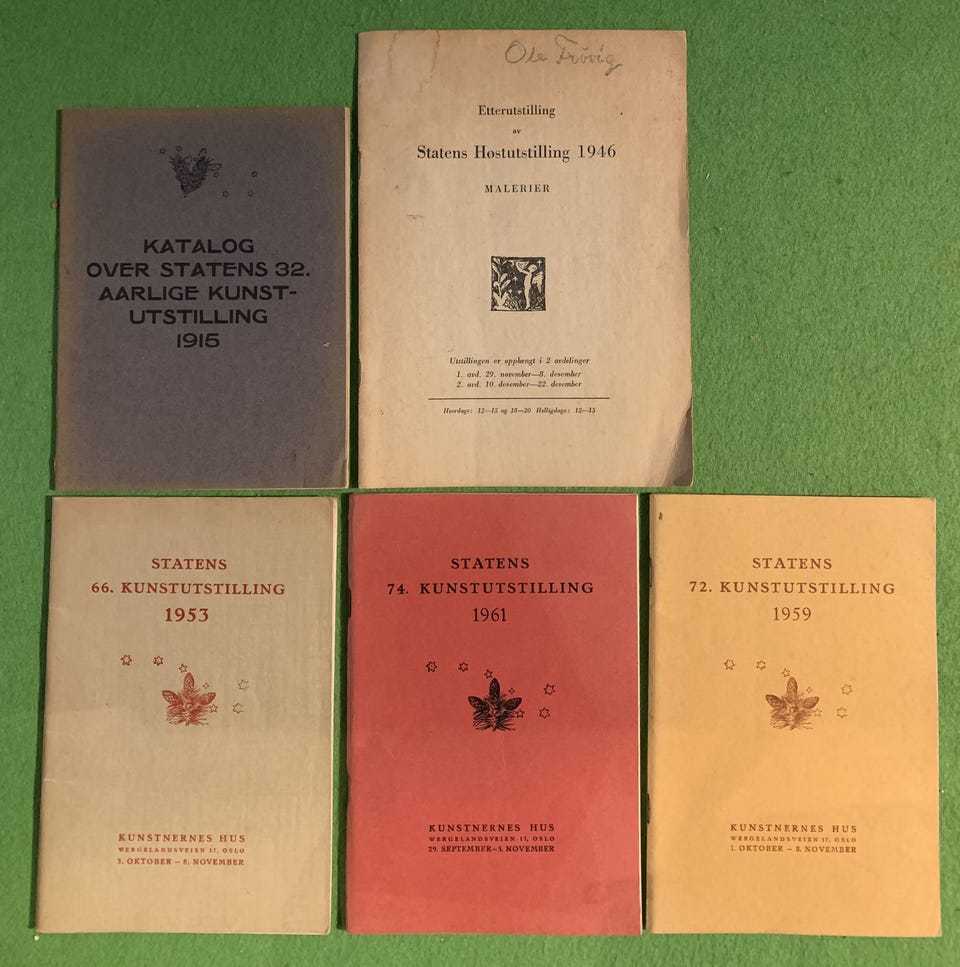 KATALOG
OVER STATENS 32.
AARLIGE KUNST-
UTSTILLING
1915
Ole Frövig
Etterutstilling
av
Statens Høstutstilling 1946
MALERIER
Utstillingen er opphengt i 2 avdelinger
1. avd. 29. november—8. desember
2. avd. 10. desember—22. desember
Hverdage: 12—15 og 18—20 Helligdage: 12—15
STATENS
66. KUNSTUTSTILLING
1953
KUNSTNERNES HUS
WERGELANDSVEIEN 17, OSLO
3. OKTOBER – 8. NOVEMBER
STATENS
74. KUNSTUTSTILLING
1961
KUNSTNERNES HUS
WERGELANDSVEIEN 17, OSLO
29. SEPTEMBER–5. NOVEMBER
STATENS
72. KUNSTUTSTILLING
1959
KUNSTNERNES HUS
WERGELANDSVEIEN 17, OSLO
1. OKTOBER – 8. NOVEMBER